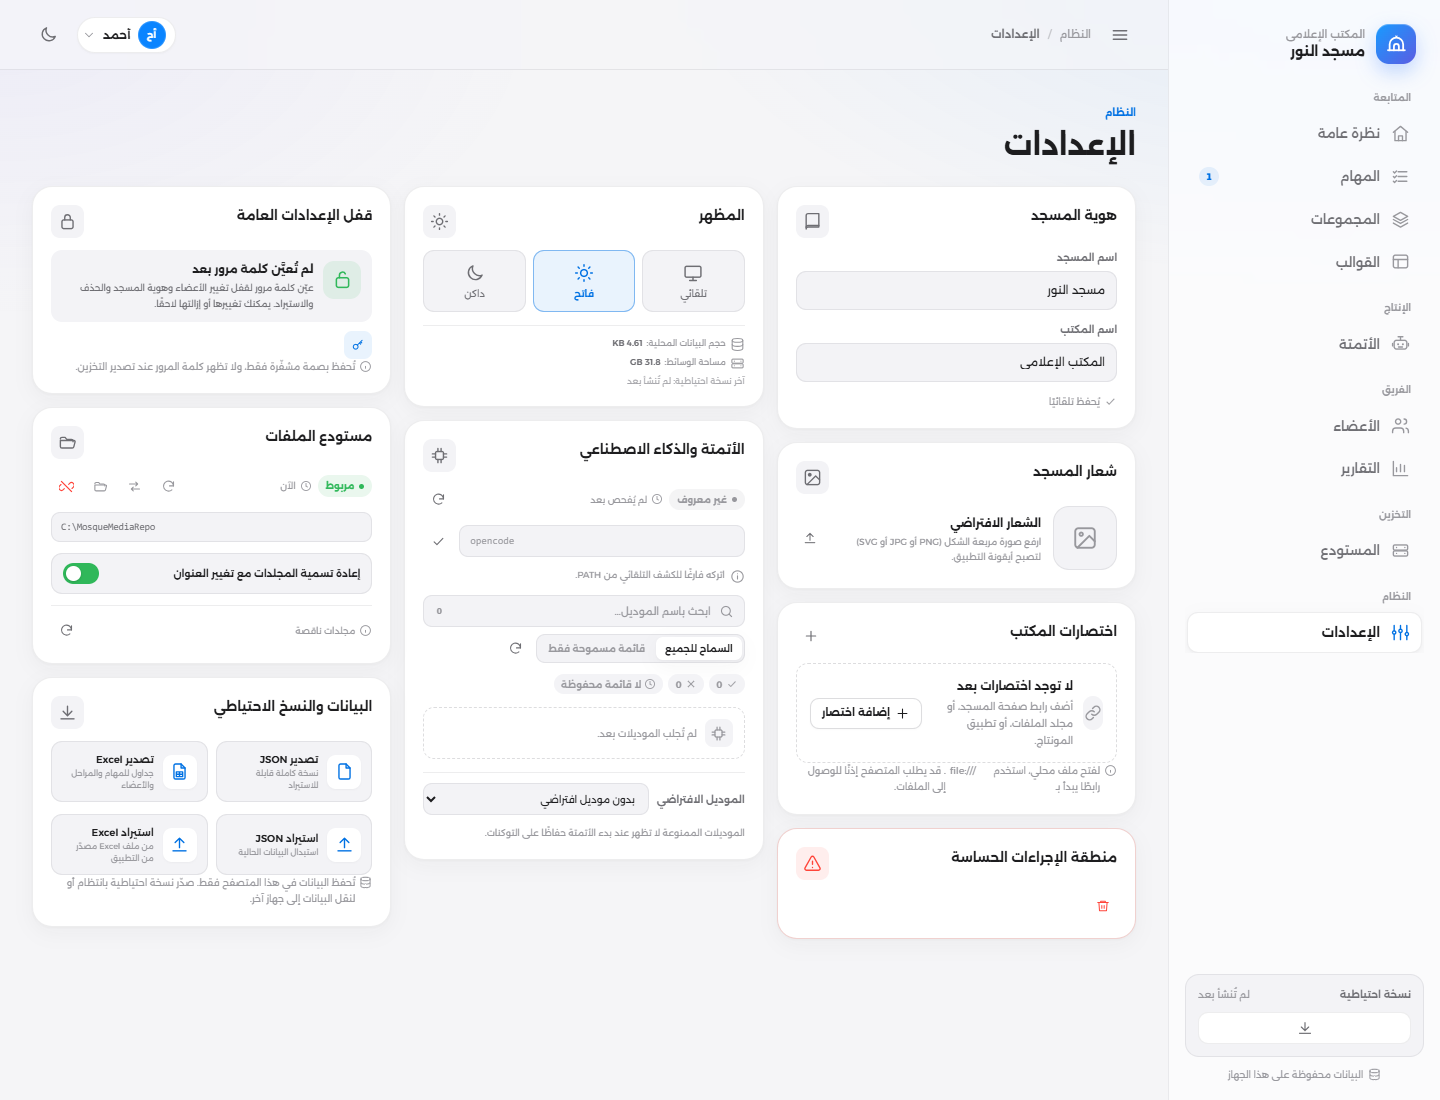 المكتب الإعلامي
مسجد النور
المتابعة
نظرة عامة
المهام
1
المجموعات
القوالب
الإنتاج
الأتمتة
الفريق
الأعضاء
التقارير
التخزين
المستودع
النظام
الإعدادات
نسخة احتياطية
لم تُنشأ بعد
البيانات محفوظة على هذا الجهاز
النظام / الإعدادات
أح
أحمد
النظام
الإعدادات
هوية المسجد
اسم المسجد
مسجد النور
اسم المكتب
المكتب الإعلامي
يُحفظ تلقائيًا
شعار المسجد
الشعار الافتراضي
ارفع صورة مربعة الشكل (PNG أو JPG أو SVG)
لتصبح أيقونة التطبيق.
اختصارات المكتب
لا توجد اختصارات بعد
أضف رابط صفحة المسجد، أو
مجلد الملفات، أو تطبيق
المونتاج.
إضافة اختصار
لفتح ملف محلي، استخدم
رابطًا يبدأ بـ
file:///
. قد يطلب المتصفح إذنًا للوصول
إلى الملفات.
منطقة الإجراءات الحساسة
المظهر
تلقائي
فاتح
داكن
حجم البيانات المحلية: 4.61 KB
مساحة الوسائط: 31.8 GB
آخر نسخة احتياطية: لم تُنشأ بعد
الأتمتة والذكاء الاصطناعي
غير معروف
لم يُفحص بعد
opencode
اتركه فارغًا للكشف التلقائي من PATH.
ابحث باسم الموديل...
0
السماح للجميع
قائمة مسموحة فقط
0
0
لا قائمة محفوظة
لم تُجلب الموديلات بعد.
الموديل الافتراضي
بدون موديل افتراضي
الموديلات الممنوعة لا تظهر عند بدء الأتمتة حفاظًا على التوكنات.
قفل الإعدادات العامة
لم تُعيَّن كلمة مرور بعد
عيّن كلمة مرور لقفل تغيير الأعضاء وهوية المسجد والحذف
والاستيراد. يمكنك تغييرها أو إزالتها لاحقًا.
تُحفظ بصمة مشفّرة فقط، ولا تظهر كلمة المرور عند تصدير التخزين.
مستودع الملفات
مربوط
الآن
C:\MosqueMediaRepo
إعادة تسمية المجلدات مع تغيير العنوان
مجلدات ناقصة
البيانات والنسخ الاحتياطي
تصدير JSON
نسخة كاملة قابلة
للاستيراد
تصدير Excel
جداول للمهام والمراحل
والأعضاء
استيراد JSON
استبدال البيانات الحالية
استيراد Excel
من ملف Excel مصدّر
من التطبيق
تُحفظ البيانات في هذا المتصفح فقط. صدّر نسخة احتياطية بانتظام أو
لنقل البيانات إلى جهاز آخر.